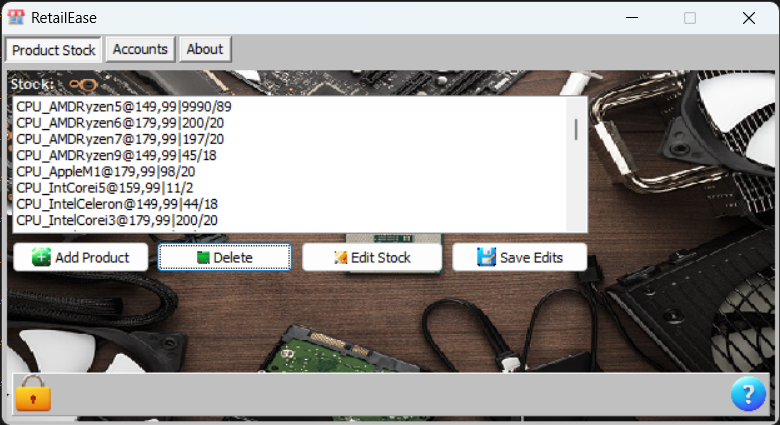 RetailEase
Product Stock Accounts About
Stock:
CPU_AMDRyzen5@149,99|9990/89
CPU_AMDRyzen6@179,99|200/20
CPU_AMDRyzen7@179,99|197/20
CPU_AMDRyzen9@149,99|45/18
CPU_AppleM1@179,99|98/20
CPU_IntCorei5@159,99|11/2
CPU_IntelCeleron@149,99|44/18
CPU_IntelCorei3@179,99|200/20
Add Product Delete Edit Stock Save Edits
?